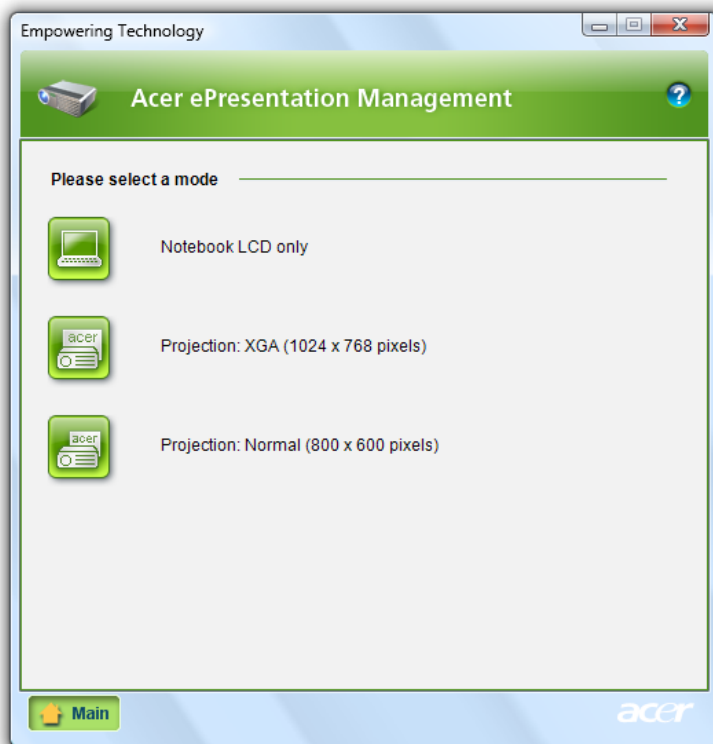 Empowering Technology
Acer ePresentation Management
?
Please select a mode
Notebook LCD only
acer
Projection: XGA (1024 x 768 pixels)
acer
Projection: Normal (800 x 600 pixels)
Main
acer